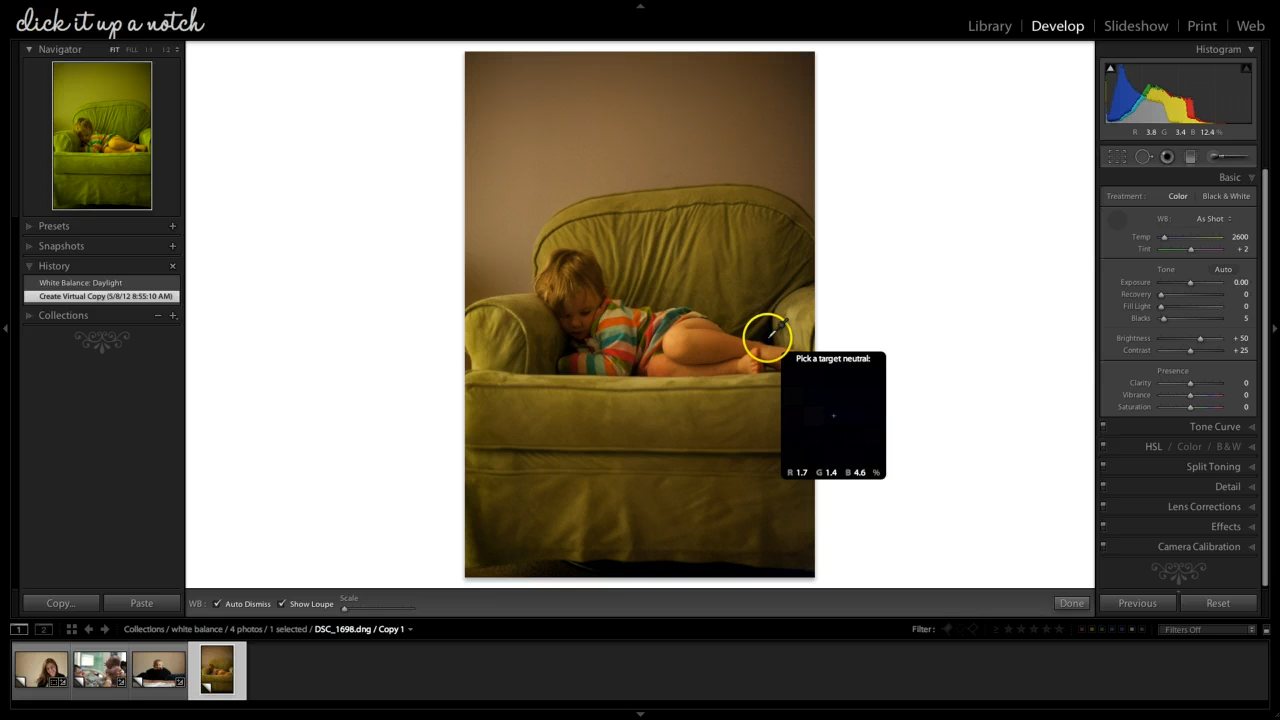 click it up a notch
Library | Develop | Slideshow | Print | Web
Navigator FIT FILL 1:1 1:2
Histogram
R 3.8 G 3.4 B 12.4 %
Basic
Treatment : Color Black & White
WB : As Shot
Temp 2600
Tint + 2
Tone Auto
Exposure 0.00
Recovery 0
Fill Light 0
Blacks 5
Brightness + 50
Contrast + 25
Presence
Clarity 0
Vibrance 0
Saturation 0
Tone Curve
HSL / Color / B & W
Split Toning
Detail
Lens Corrections
Effects
Camera Calibration
Previous Reset
Presets
Snapshots
History
White Balance: Daylight
Create Virtual Copy (5/8/12 8:55:10 AM)
Collections
Copy... Paste
Pick a target neutral:
R 1.7 G 1.4 B 4.6 %
WB : Auto Dismiss Show Loupe Scale
Done
1 2 Collections / white balance / 4 photos / 1 selected / DSC_1698.dng / Copy 1
Filter : Filters Off